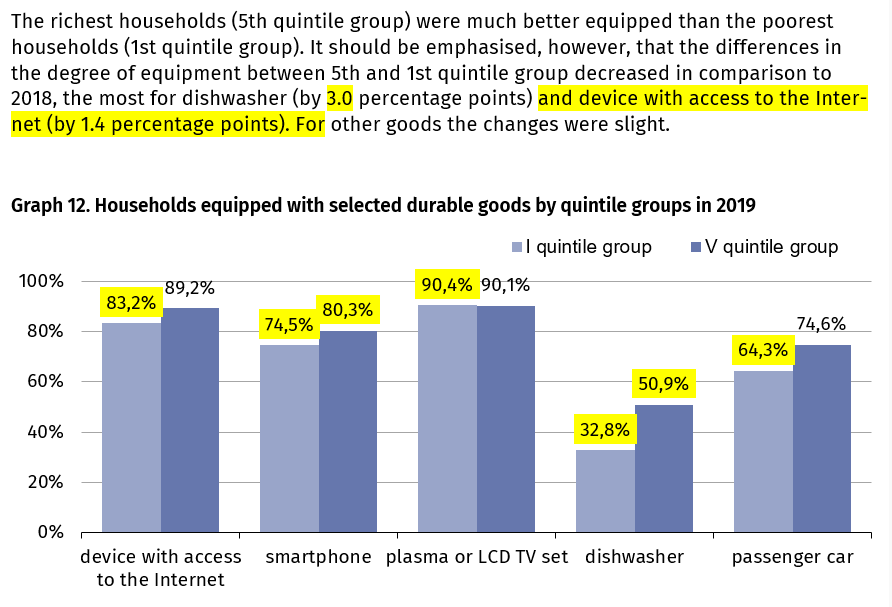 The richest households (5th quintile group) were much better equipped than the poorest
households (1st quintile group). It should be emphasised, however, that the differences in
the degree of equipment between 5th and 1st quintile group decreased in comparison to
2018, the most for dishwasher (by 3.0 percentage points) and device with access to the Inter-
net (by 1.4 percentage points). For other goods the changes were slight.
Graph 12. Households equipped with selected durable goods by quintile groups in 2019
I quintile group V quintile group
100%
80%
60%
40%
20%
0%
83,2% 89,2%
74,5% 80,3%
90,4% 90,1%
32,8% 50,9%
64,3% 74,6%
device with access
to the Internet
smartphone
plasma or LCD TV set
dishwasher
passenger car